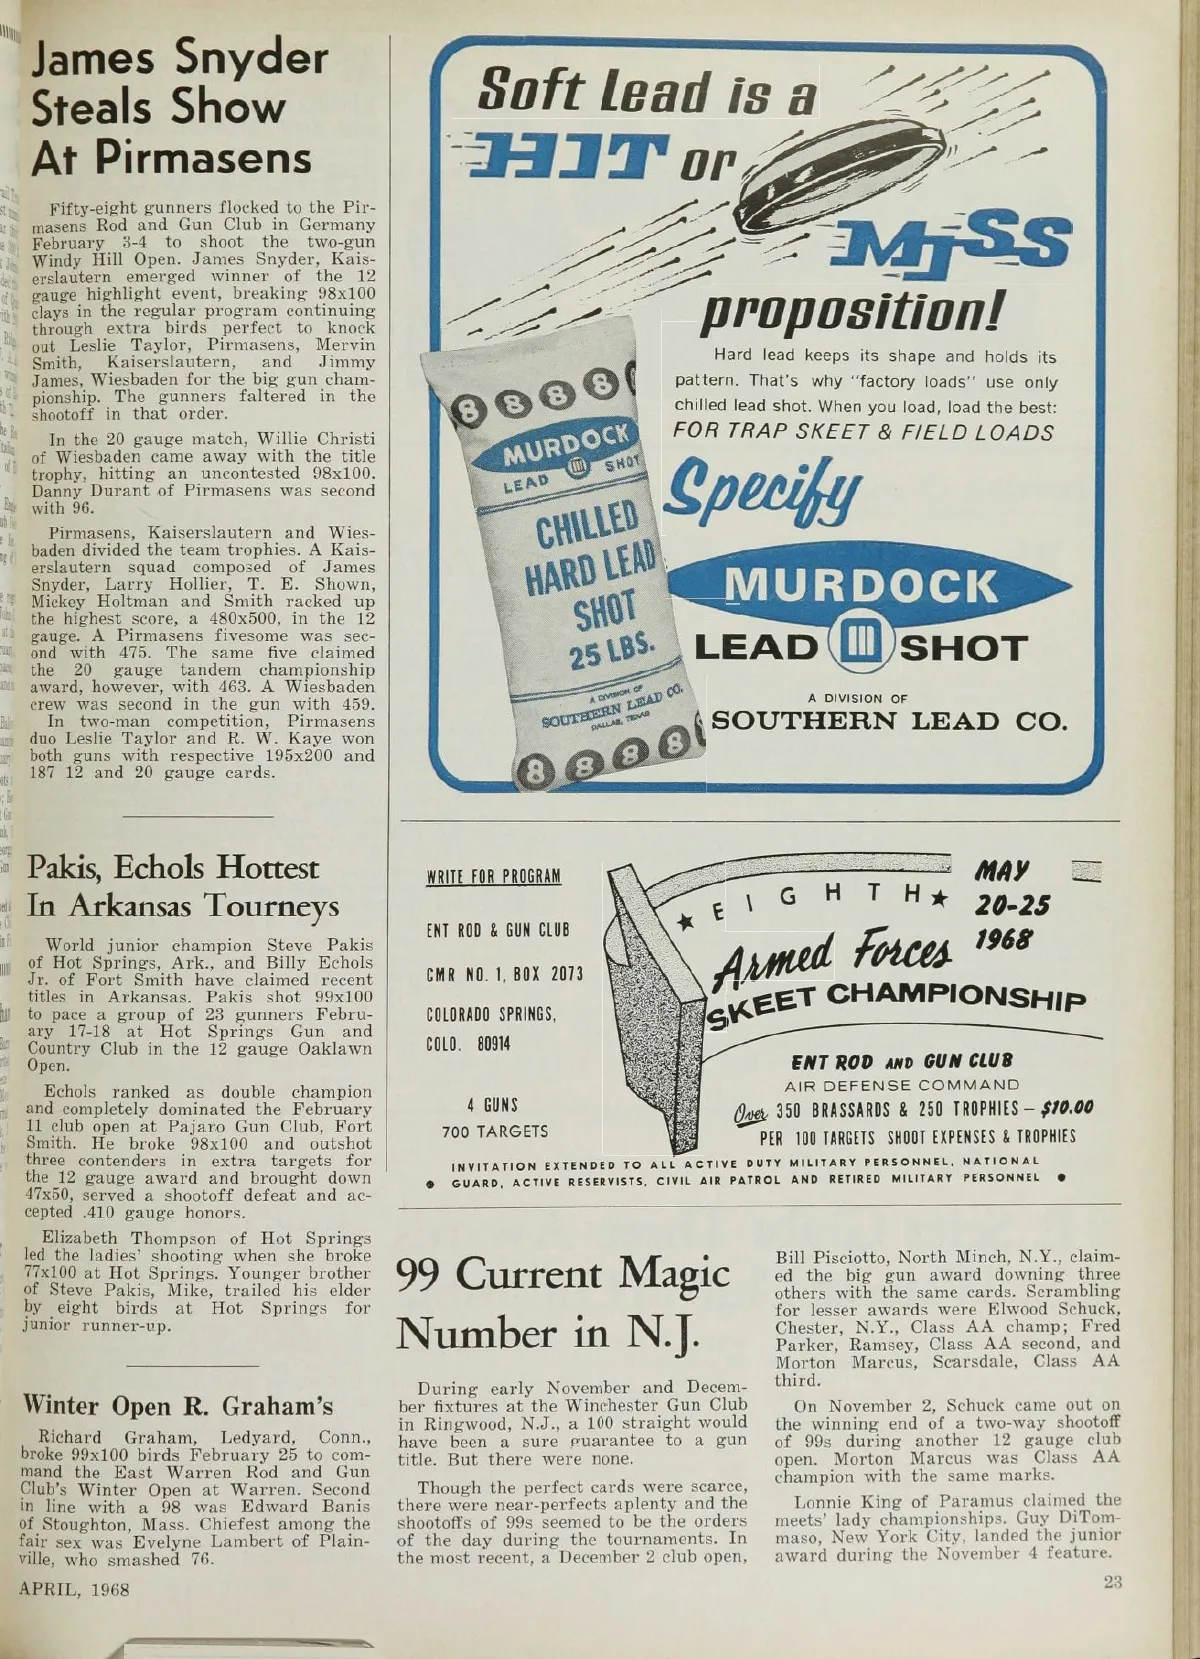 James Snyder
Steals Show
At Pirmasens
Fifty-eight gunners flocked to the Pir-
masens Rod and Gun Club in Germany
February 3-4 to shoot the two-gun
Windy Hill Open. James Snyder, Kais-
erslautern emerged winner of the 12
gauge highlight event, breaking 98x100
clays in the regular program continuing
through extra birds perfect to knock
out Leslie Taylor, Pirmasens, Mervin
Smith, Kaiserslautern, and Jimmy
James, Wiesbaden for the big gun cham-
pionship. The gunners faltered in the
shootoff in that order.
In the 20 gauge match, Willie Christi
of Wiesbaden came away with the title
trophy, hitting an uncontested 98x100.
Danny Durant of Pirmasens was second
with 96.
Pirmasens, Kaiserslautern and Wies-
baden divided the team trophies. A Kais-
erslautern squad composed of James
Snyder, Larry Hollier, T. E. Shown,
Mickey Holtman and Smith racked up
the highest score, a 480x500, in the 12
gauge. A Pirmasens fivesome was sec-
ond with 475. The same five claimed
the 20 gauge tandem championship
award, however, with 463. A Wiesbaden
crew was second in the gun with 459.
In two-man competition, Pirmasens
duo Leslie Taylor and R. W. Kaye won
both guns with respective 195x200 and
187 12 and 20 gauge cards.
Pakis, Echols Hottest
In Arkansas Tourneys
World junior champion Steve Pakis
of Hot Springs, Ark., and Billy Echols
Jr. of Fort Smith have claimed recent
titles in Arkansas. Pakis shot 99x100
to pace a group of 23 gunners Febru-
ary 17-18 at Hot Springs Gun and
Country Club in the 12 gauge Oaklawn
Open.
Echols ranked as double champion
and completely dominated the February
11 club open at Pajaro Gun Club, Fort
Smith. He broke 98x100 and outshot
three contenders in extra targets for
the 12 gauge award and brought down
47x50, served a shootoff defeat and ac-
cepted .410 gauge honors.
Elizabeth Thompson of Hot Springs
led the ladies' shooting when she broke
77x100 at Hot Springs. Younger brother
of Steve Pakis, Mike, trailed his elder
by eight birds at Hot Springs for
junior runner-up.
Winter Open R. Graham's
Richard Graham, Ledyard, Conn.,
broke 99x100 birds February 25 to com-
mand the East Warren Rod and Gun
Club's Winter Open at Warren. Second
in line with a 98 was Edward Banis
of Stoughton, Mass. Chiefest among the
fair sex was Evelyne Lambert of Plain-
ville, who smashed 76.
Soft Lead is a
HIT or
MISS
proposition!
Hard lead keeps its shape and holds its
pattern. That's why "factory loads" use only
chilled lead shot. When you load, load the best:
FOR TRAP SKEET & FIELD LOADS
Specify
MURDOCK
LEAD SHOT
A DIVISION OF
SOUTHERN LEAD CO.
8 8 8 8 8
MURDOCK
LEAD SHOT
CHILLED
HARD LEAD
SHOT
25 LBS.
A DIVISION OF
SOUTHERN LEAD CO.
DALLAS, TEXAS
8 8 8 8 8
WRITE FOR PROGRAM
ENT ROD & GUN CLUB
CMR NO. 1, BOX 2073
COLORADO SPRINGS,
COLO. 80914
4 GUNS
700 TARGETS
★ EIGHTH ★
MAY
20-25
1968
Armed Forces
SKEET CHAMPIONSHIP
ENT ROD AND GUN CLUB
AIR DEFENSE COMMAND
Over 350 BRASSARDS & 250 TROPHIES – $10.00
PER 100 TARGETS SHOOT EXPENSES & TROPHIES
INVITATION EXTENDED TO ALL ACTIVE DUTY MILITARY PERSONNEL, NATIONAL
• GUARD, ACTIVE RESERVISTS, CIVIL AIR PATROL AND RETIRED MILITARY PERSONNEL •
99 Current Magic
Number in N.J.
During early November and Decem-
ber fixtures at the Winchester Gun Club
in Ringwood, N.J., a 100 straight would
have been a sure guarantee to a gun
title. But there were none.
Though the perfect cards were scarce,
there were near-perfects aplenty and the
shootoffs of 99s seemed to be the orders
of the day during the tournaments. In
the most recent, a December 2 club open,
Bill Pisciotto, North Minch, N.Y., claim-
ed the big gun award downing three
others with the same cards. Scrambling
for lesser awards were Elwood Schuck,
Chester, N.Y., Class AA champ; Fred
Parker, Ramsey, Class AA second, and
Morton Marcus, Scarsdale, Class AA
third.
On November 2, Schuck came out on
the winning end of a two-way shootoff
of 99s during another 12 gauge club
open. Morton Marcus was Class AA
champion with the same marks.
Lonnie King of Paramus claimed the
meets' lady championships. Guy DiTom-
maso, New York City, landed the junior
award during the November 4 feature.
APRIL, 1968
23